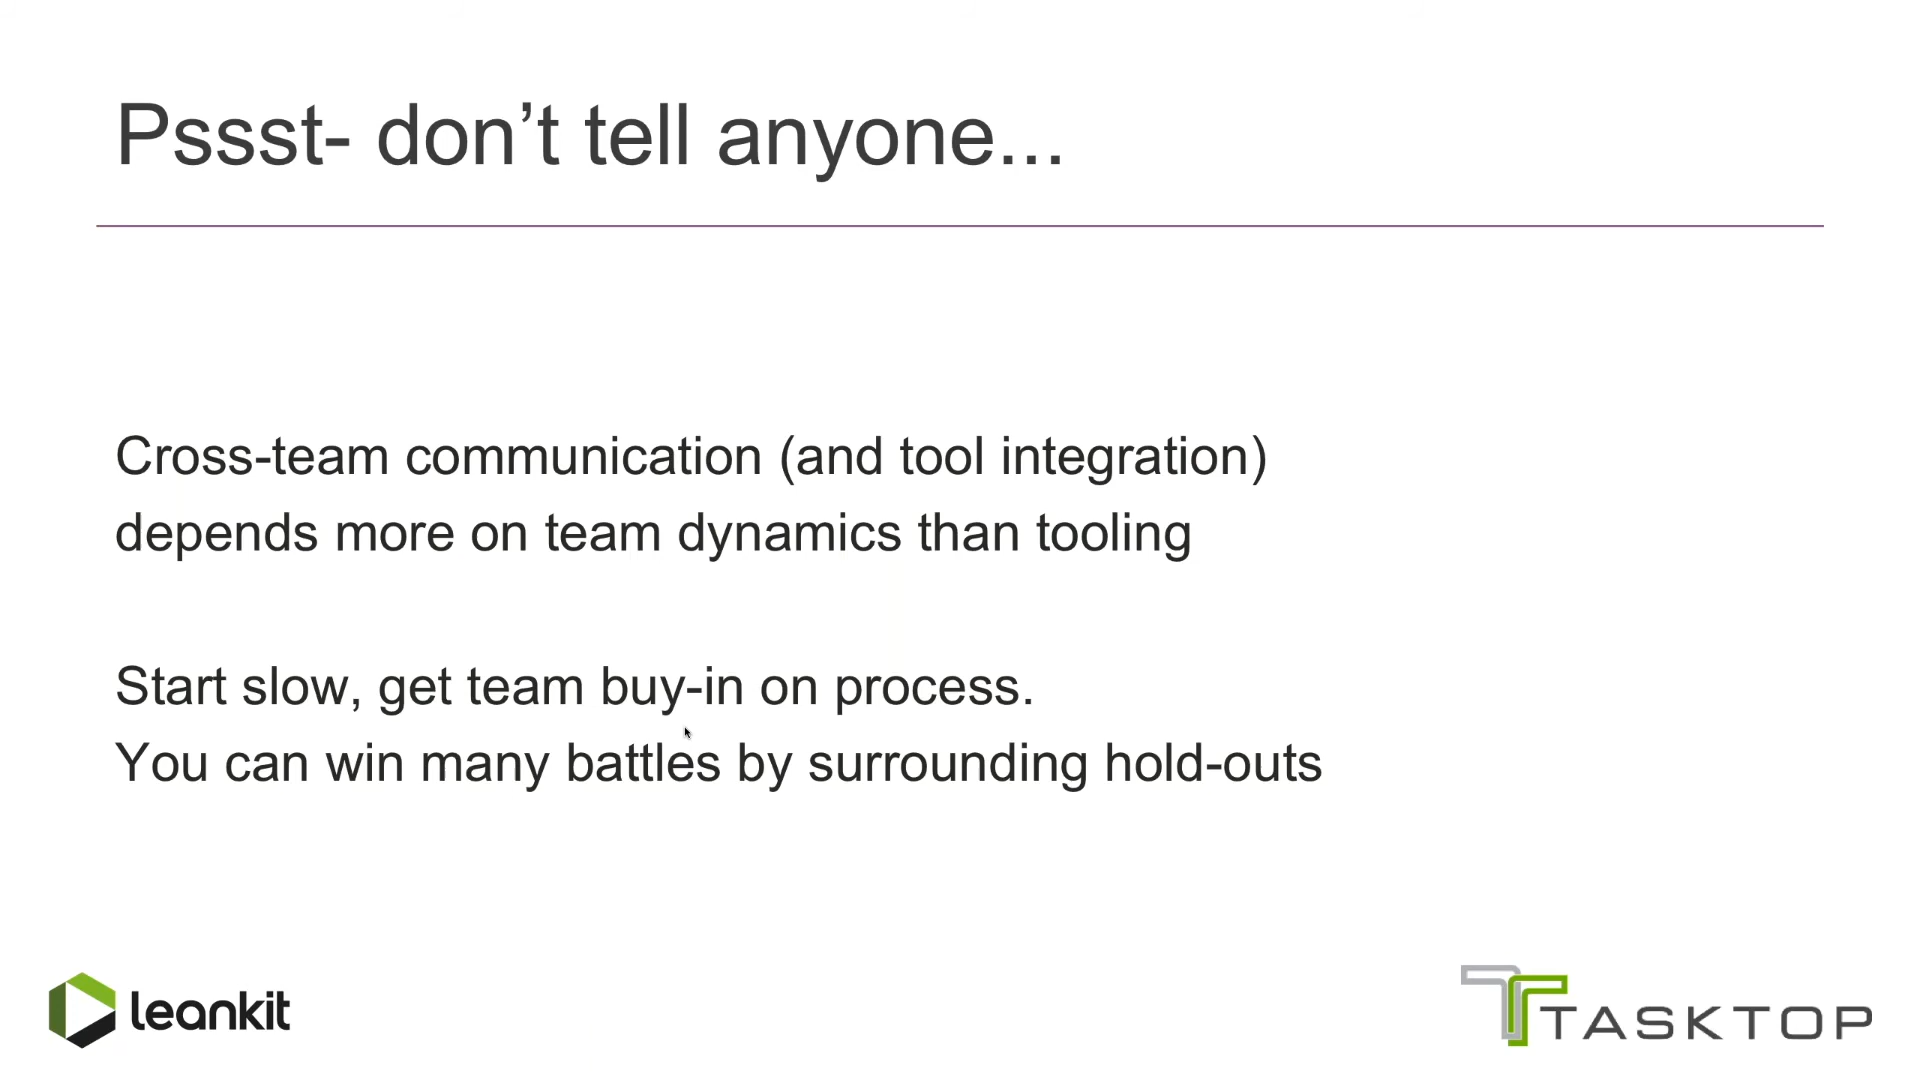 Pssst- don’t tell anyone...
Cross-team communication (and tool integration)
depends more on team dynamics than tooling
Start slow, get team buy-in on process.
You can win many battles by surrounding hold-outs
leankit
TASKTOP